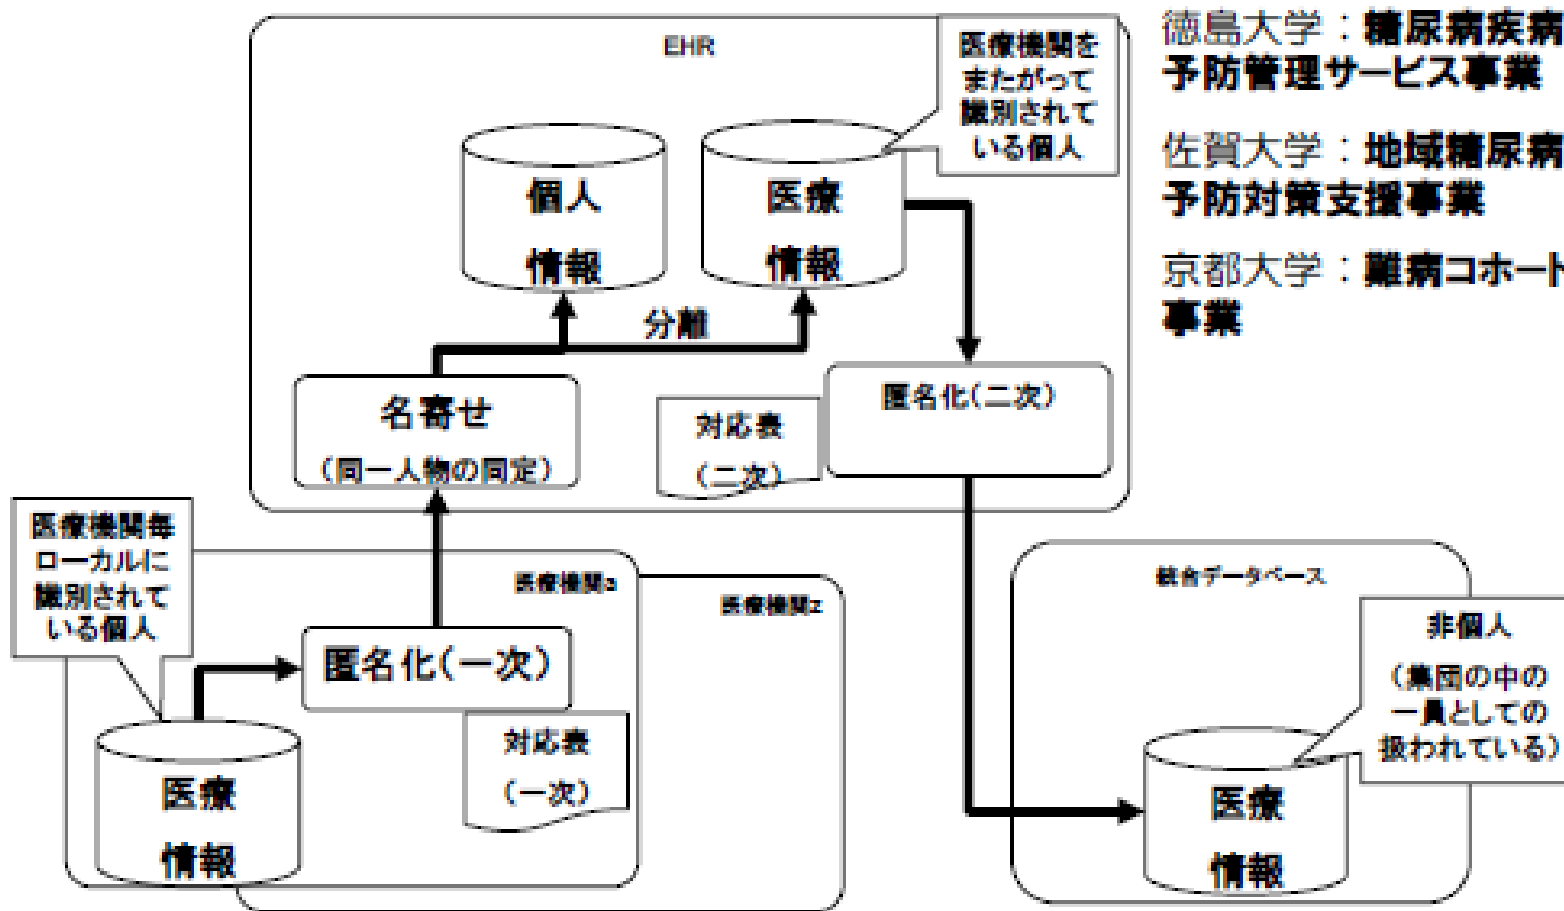 EHR
医療機関を
またがって
識別されて
いる個人
徳島大学：糖尿病疾病
予防管理サービス事業
佐賀大学：地域糖尿病
予防対策支援事業
京都大学：難病コホート
事業
個人
情報
医療
情報
分離
名寄せ
（同一人物の同定）
対応表
（二次）
匿名化（二次）
医療機関毎
ローカルに
識別されて
いる個人
医療機関a
医療機関z
匿名化（一次）
対応表
（一次）
医療
情報
統合データベース
非個人
（集団の中の
一員としての
扱われている）
医療
情報